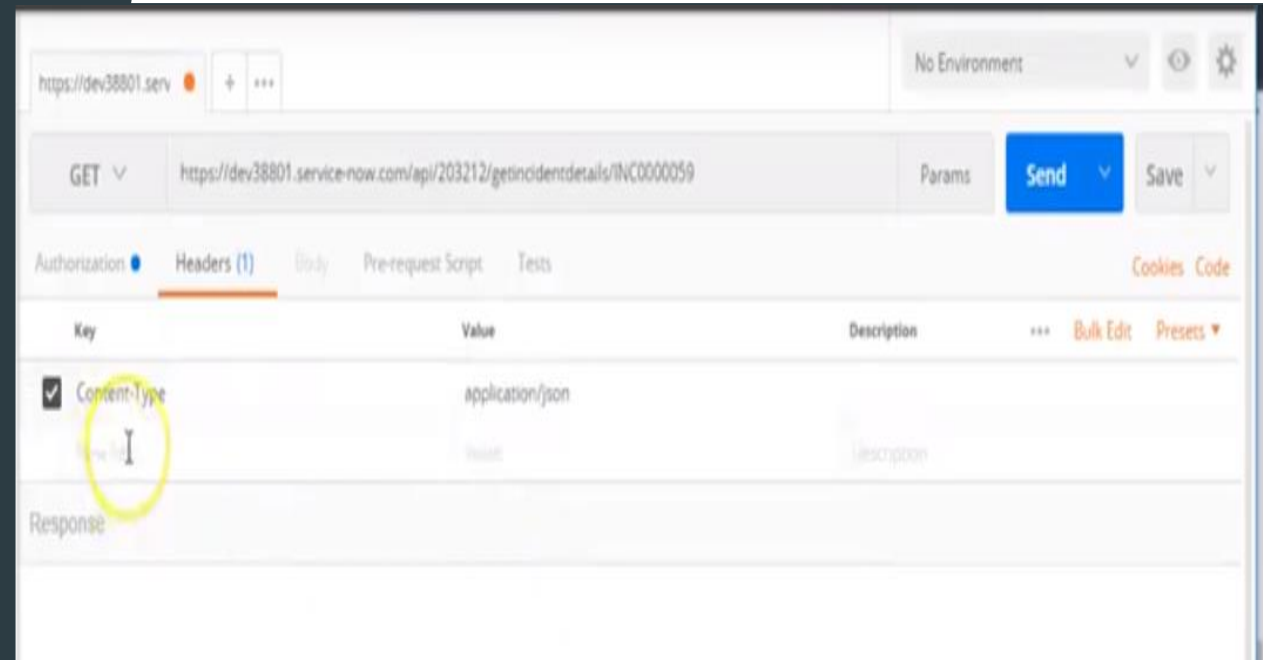 https://dev38801.serv + ••• No Environment
GET https://dev38801.service-now.com/api/203212/getincidentdetails/INC0000059 Params Send Save
Authorization Headers (1) Body Pre-request Script Tests Cookies Code
Key Value Description ••• Bulk Edit Presets
Content-Type application/json
Value Description
Response